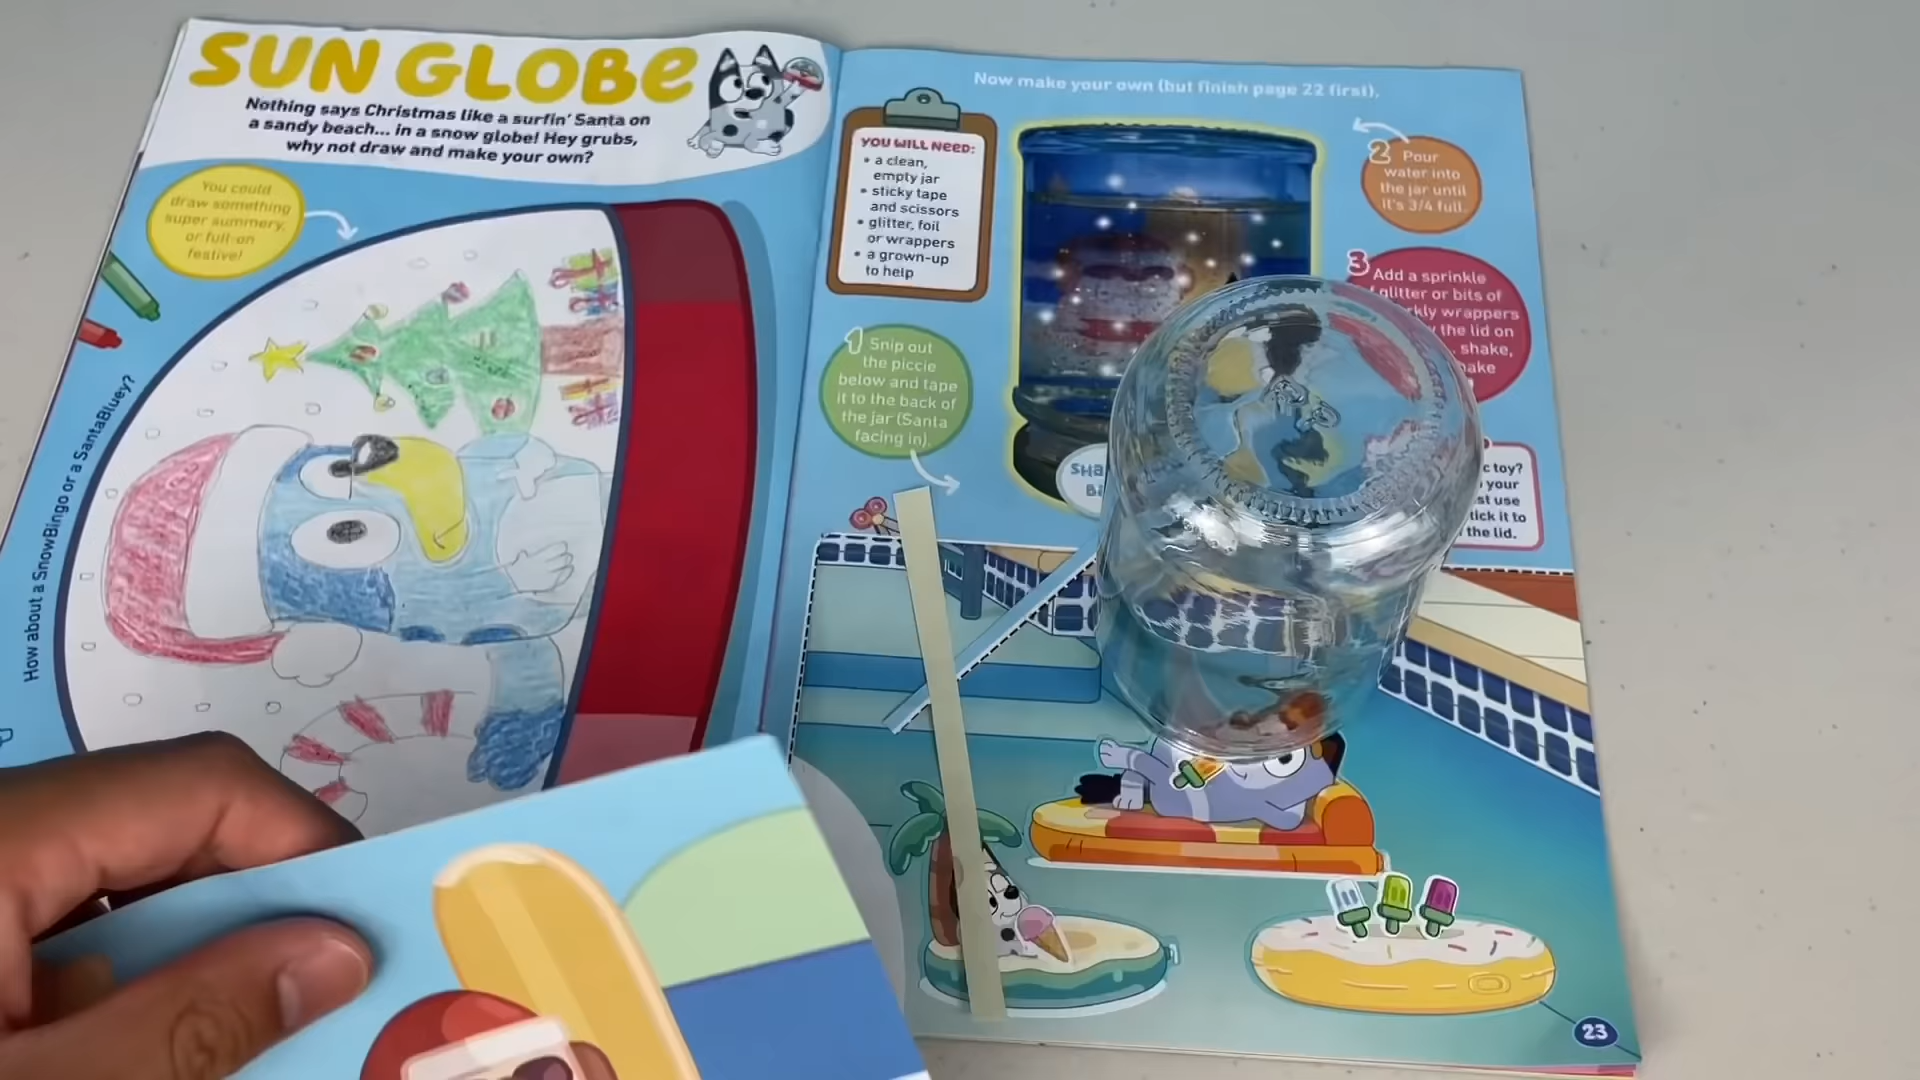 SUN GLOBe
Nothing says Christmas like a surfin' Santa on
a sandy beach... in a snow globe! Hey grubs,
why not draw and make your own?
You could
draw something
super summery,
or full-on
festive!
How about a SnowBingo or a SantaBluey?
Now make your own (but finish page 22 first).
YOU WILL NEED:
• a clean,
empty jar
• sticky tape
and scissors
• glitter, foil
or wrappers
• a grown-up
to help
1 Snip out
the piccie
below and tape
it to the back of
the jar (Santa
facing in).
2 Pour
water into
the jar until
it's 3/4 full.
3 Add a sprinkle
glitter or bits of
wrappers
the lid on
shake,
toy?
your
use
it to
the lid.
23